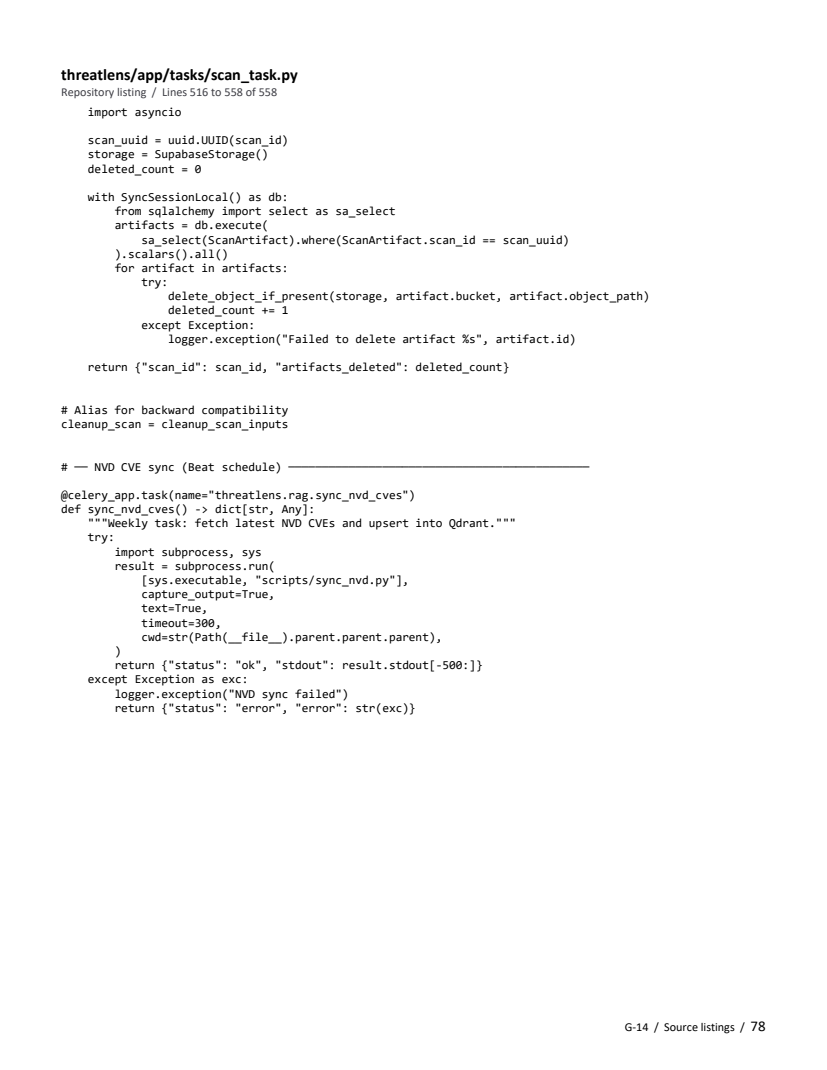 threatlens/app/tasks/scan_task.py
Repository listing / Lines 516 to 558 of 558
    import asyncio

    scan_uuid = uuid.UUID(scan_id)
    storage = SupabaseStorage()
    deleted_count = 0

    with SyncSessionLocal() as db:
        from sqlalchemy import select as sa_select
        artifacts = db.execute(
            sa_select(ScanArtifact).where(ScanArtifact.scan_id == scan_uuid)
        ).scalars().all()
        for artifact in artifacts:
            try:
                delete_object_if_present(storage, artifact.bucket, artifact.object_path)
                deleted_count += 1
            except Exception:
                logger.exception("Failed to delete artifact %s", artifact.id)

    return {"scan_id": scan_id, "artifacts_deleted": deleted_count}


# Alias for backward compatibility
cleanup_scan = cleanup_scan_inputs


# ── NVD CVE sync (Beat schedule) ─────────────────────────────────────────────

@celery_app.task(name="threatlens.rag.sync_nvd_cves")
def sync_nvd_cves() -> dict[str, Any]:
    """Weekly task: fetch latest NVD CVEs and upsert into Qdrant."""
    try:
        import subprocess, sys
        result = subprocess.run(
            [sys.executable, "scripts/sync_nvd.py"],
            capture_output=True,
            text=True,
            timeout=300,
            cwd=str(Path(__file__).parent.parent.parent),
        )
        return {"status": "ok", "stdout": result.stdout[-500:]}
    except Exception as exc:
        logger.exception("NVD sync failed")
        return {"status": "error", "error": str(exc)}
G-14 / Source listings / 78